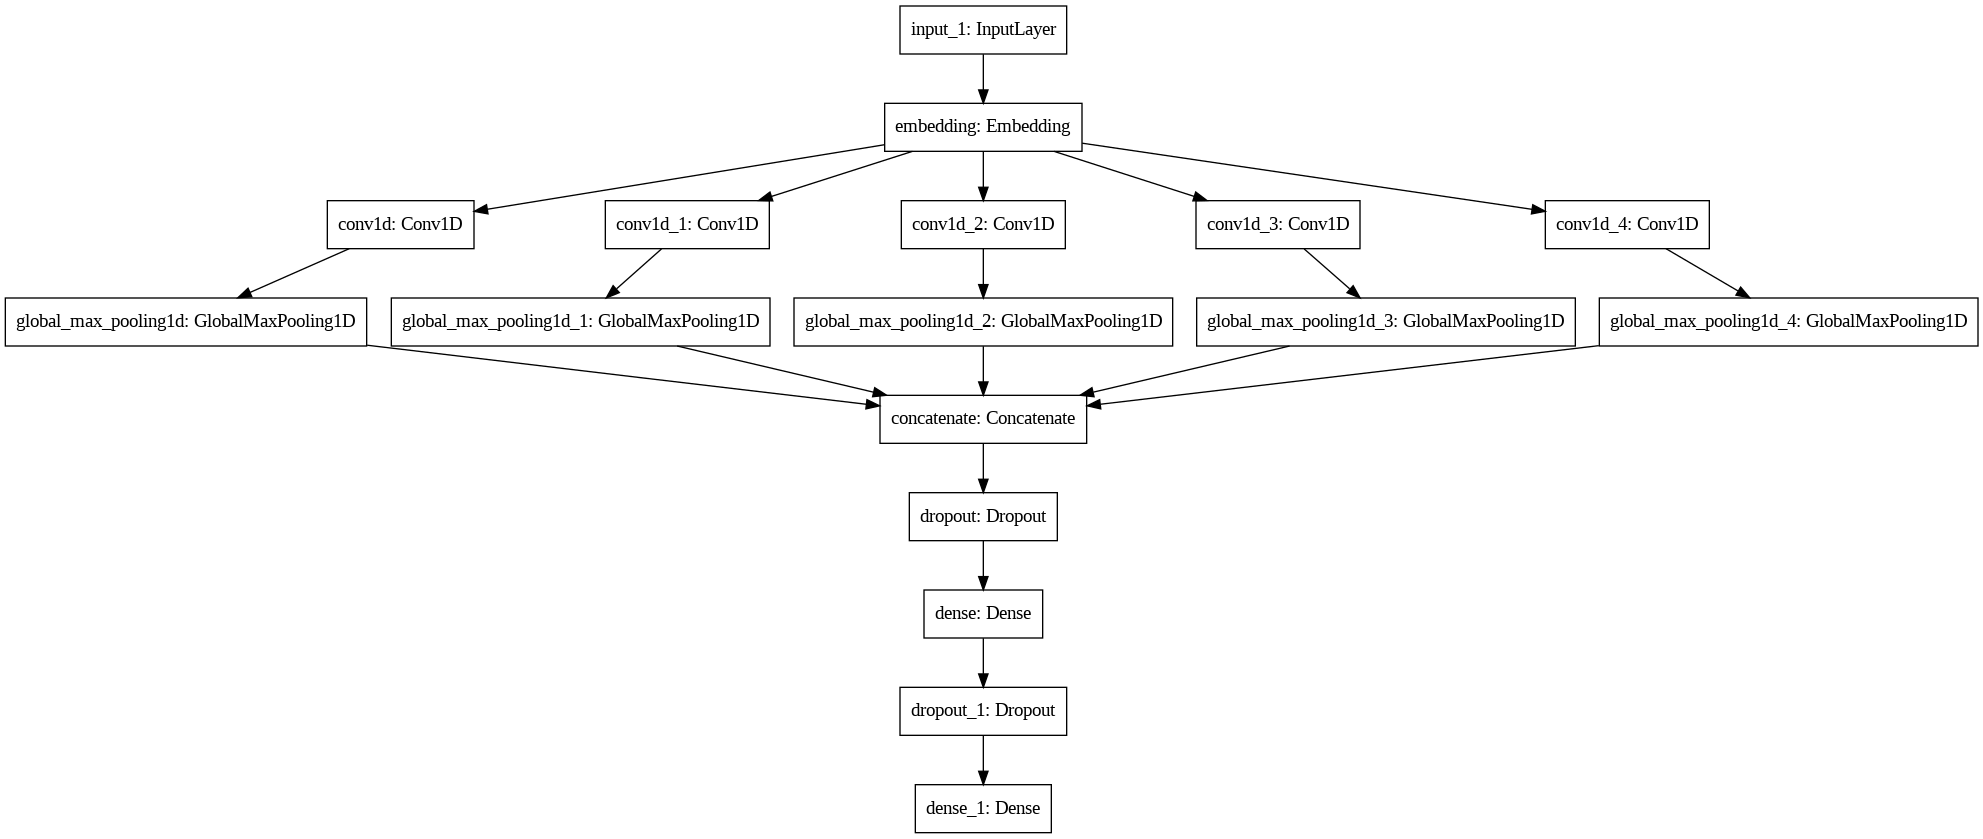 input_1: InputLayer
embedding: Embedding
conv1d: Conv1D
conv1d_1: Conv1D
conv1d_2: Conv1D
conv1d_3: Conv1D
conv1d_4: Conv1D
global_max_pooling1d: GlobalMaxPooling1D
global_max_pooling1d_1: GlobalMaxPooling1D
global_max_pooling1d_2: GlobalMaxPooling1D
global_max_pooling1d_3: GlobalMaxPooling1D
global_max_pooling1d_4: GlobalMaxPooling1D
concatenate: Concatenate
dropout: Dropout
dense: Dense
dropout_1: Dropout
dense_1: Dense